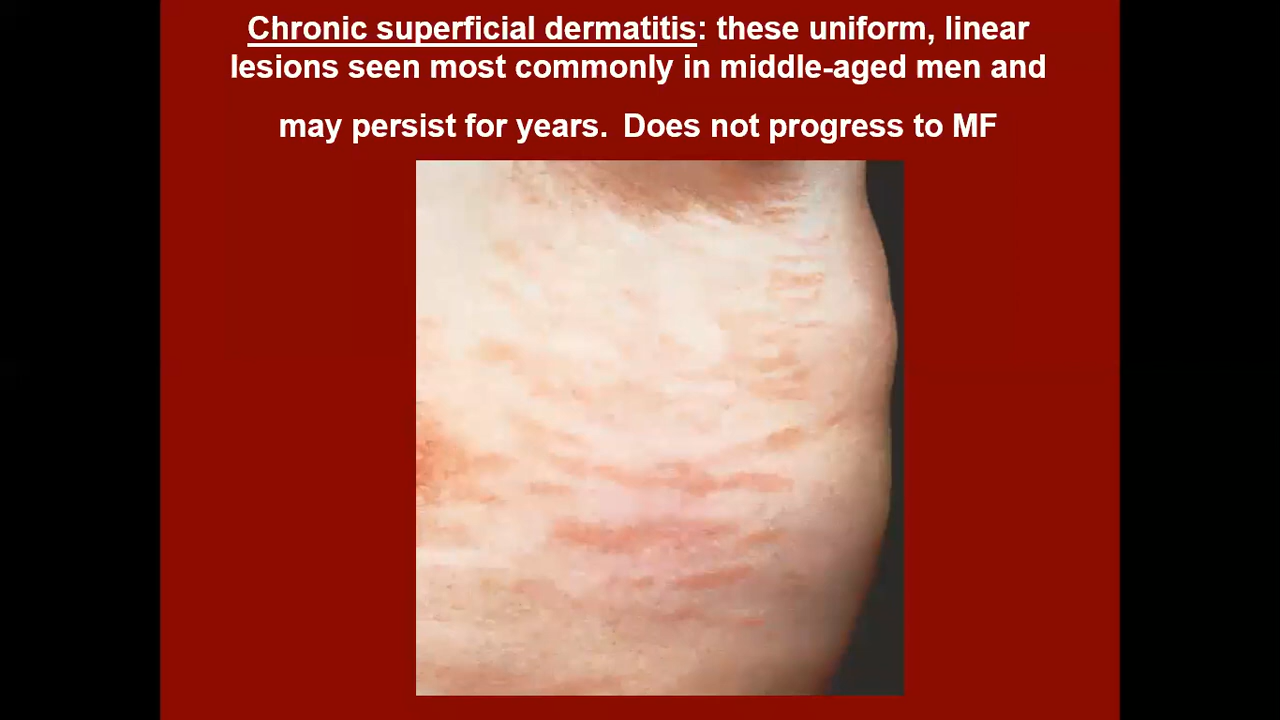 Chronic superficial dermatitis: these uniform, linear
lesions seen most commonly in middle-aged men and
may persist for years. Does not progress to MF